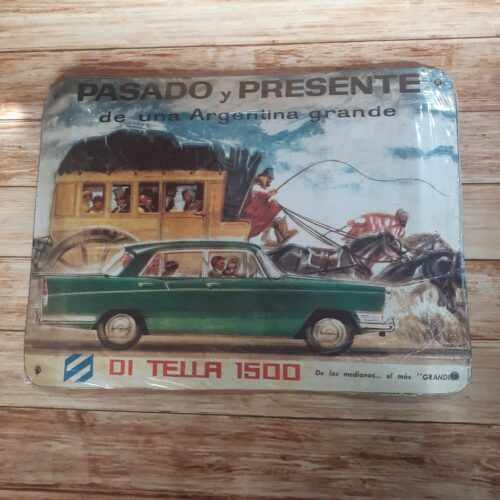 PASADO y PRESENTE
de una Argentina grande
DI TELLA 1500
De los medianos... el más "GRANDE"